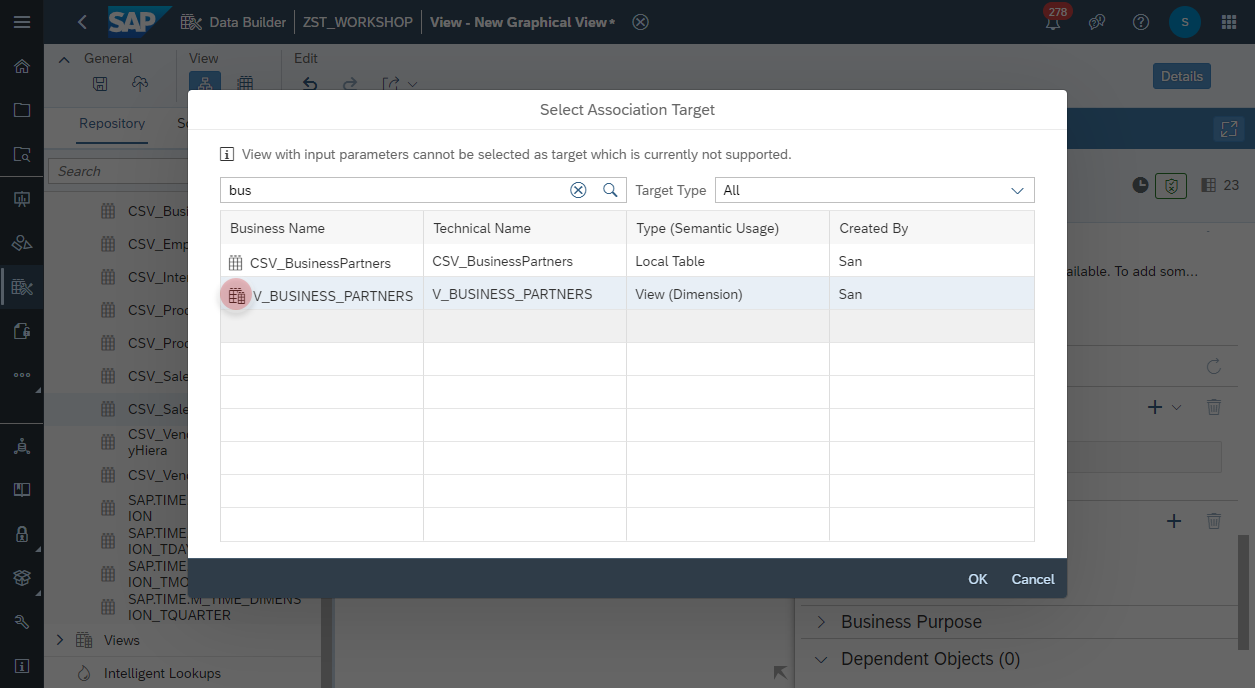 SAP
Data Builder
ZST_WORKSHOP
View - New Graphical View*
278
S
General
View
Edit
Details
Repository
Search
23
CSV_Busi
CSV_Emp
CSV_Inter
CSV_Prod
CSV_Prod
CSV_Sale
CSV_Sale
CSV_Vend
yHiera
CSV_Vend
SAP.TIME
ION
SAP.TIME
ION_TDAY
SAP.TIME
ION_TMO
SAP.TIME.M_TIME_DIMENS
ION_TQUARTER
Views
Intelligent Lookups
Select Association Target
View with input parameters cannot be selected as target which is currently not supported.
bus
Target Type
All
Business Name Technical Name Type (Semantic Usage) Created By
CSV_BusinessPartners CSV_BusinessPartners Local Table San
V_BUSINESS_PARTNERS V_BUSINESS_PARTNERS View (Dimension) San
OK
Cancel
ailable. To add som...
Business Purpose
Dependent Objects (0)